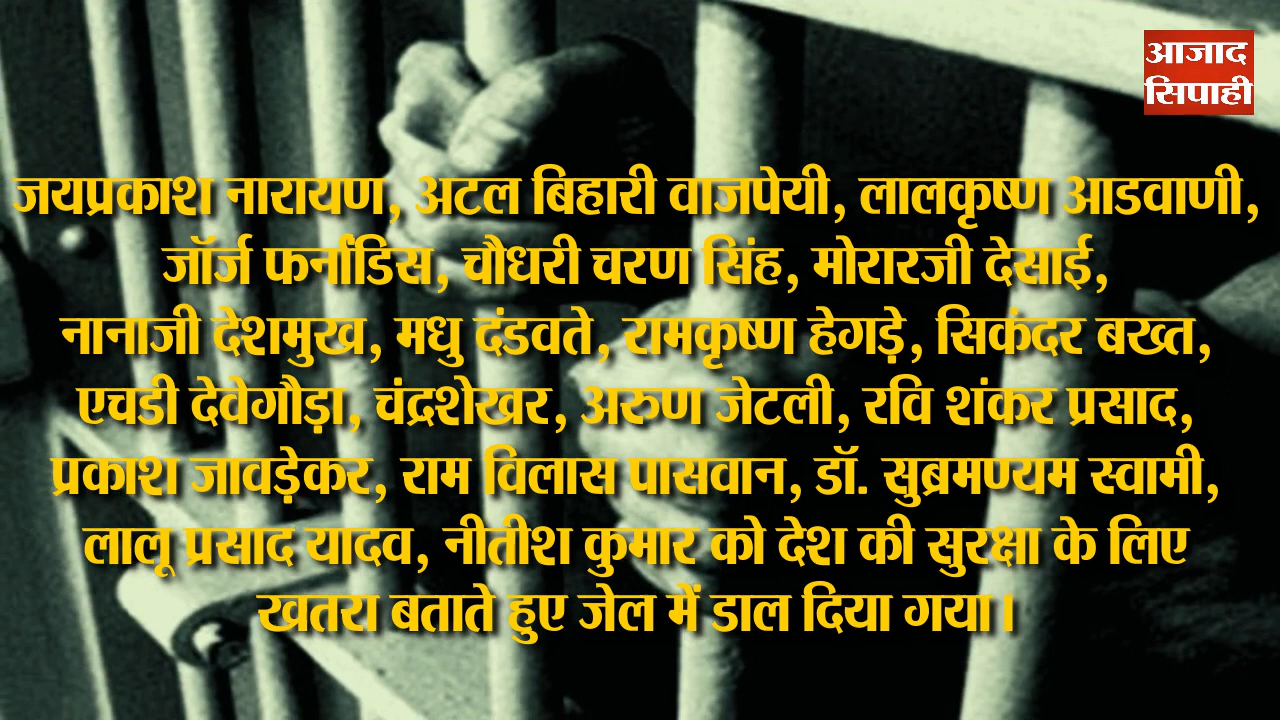 आजाद
सिपाही
जयप्रकाश नारायण, अटल बिहारी वाजपेयी, लालकृष्ण आडवाणी,
जॉर्ज फर्नांडिस, चौधरी चरण सिंह, मोरारजी देसाई,
नानाजी देशमुख, मधु दंडवते, रामकृष्ण हेगड़े, सिकंदर बख्त,
एचडी देवेगौड़ा, चंद्रशेखर, अरुण जेटली, रवि शंकर प्रसाद,
प्रकाश जावड़ेकर, राम विलास पासवान, डॉ. सुब्रमण्यम स्वामी,
लालू प्रसाद यादव, नीतीश कुमार को देश की सुरक्षा के लिए
खतरा बताते हुए जेल में डाल दिया गया।